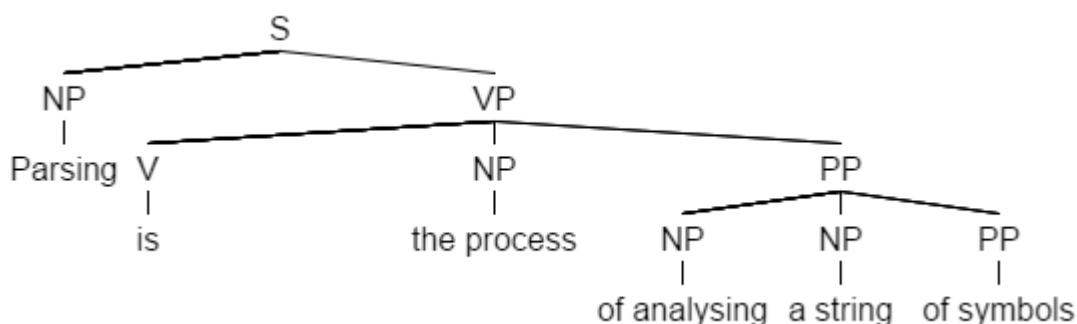 S
NP VP
Parsing V NP PP
is the process NP NP PP
of analysing a string of symbols